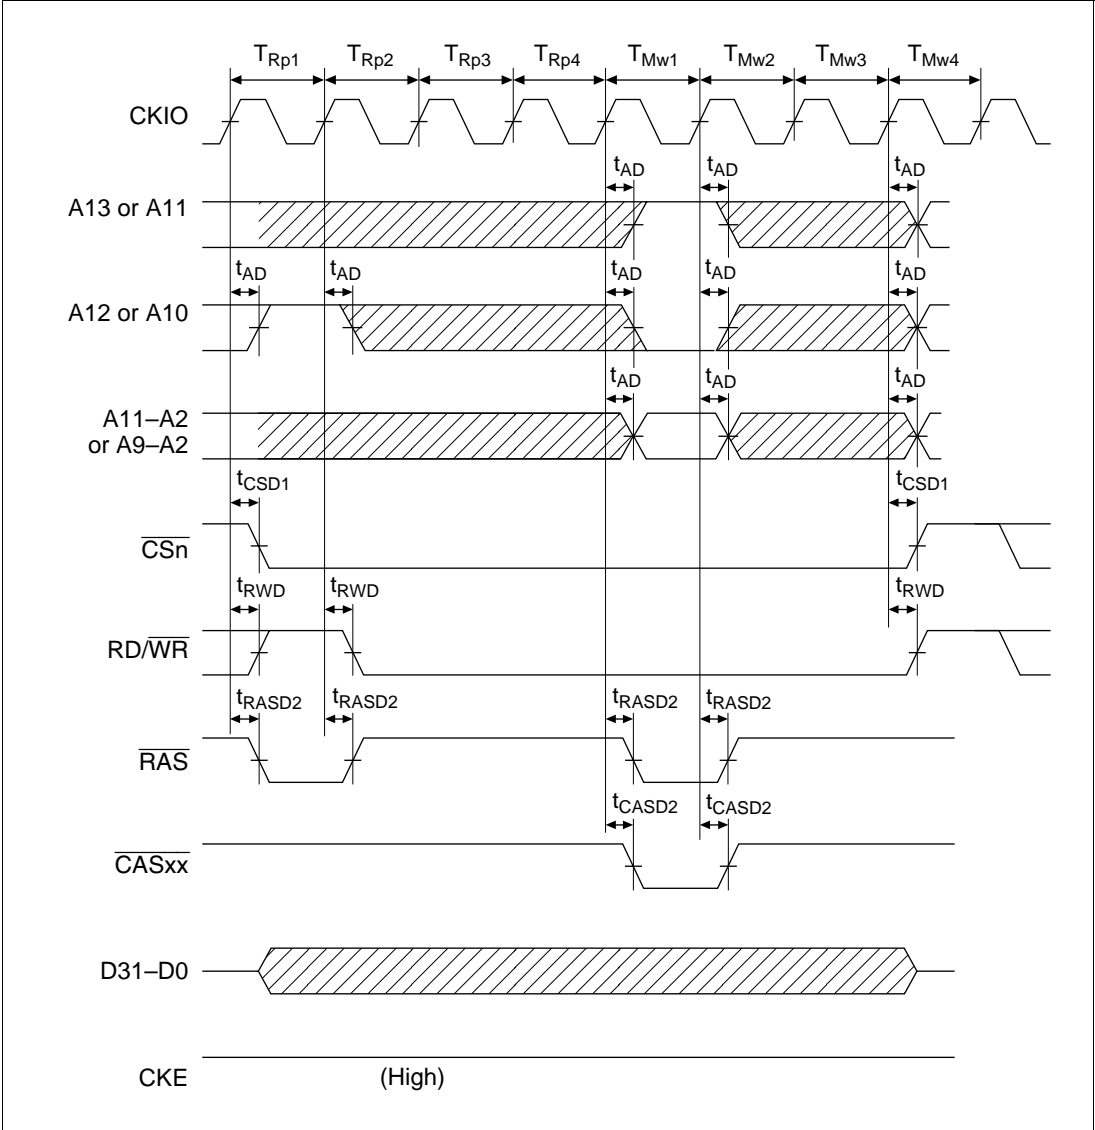 TRp1 TRp2 TRp3 TRp4 TMw1 TMw2 TMw3 TMw4
CKIO
tAD tAD tAD
A13 or A11
tAD tAD tAD tAD tAD
A12 or A10
tAD tAD tAD
A11–A2
or A9–A2
tCSD1 tCSD1
CSn
tRWD tRWD tRWD
RD/WR
tRASD2 tRASD2 tRASD2 tRASD2
RAS
tCASD2 tCASD2
CASxx
D31–D0
CKE (High)